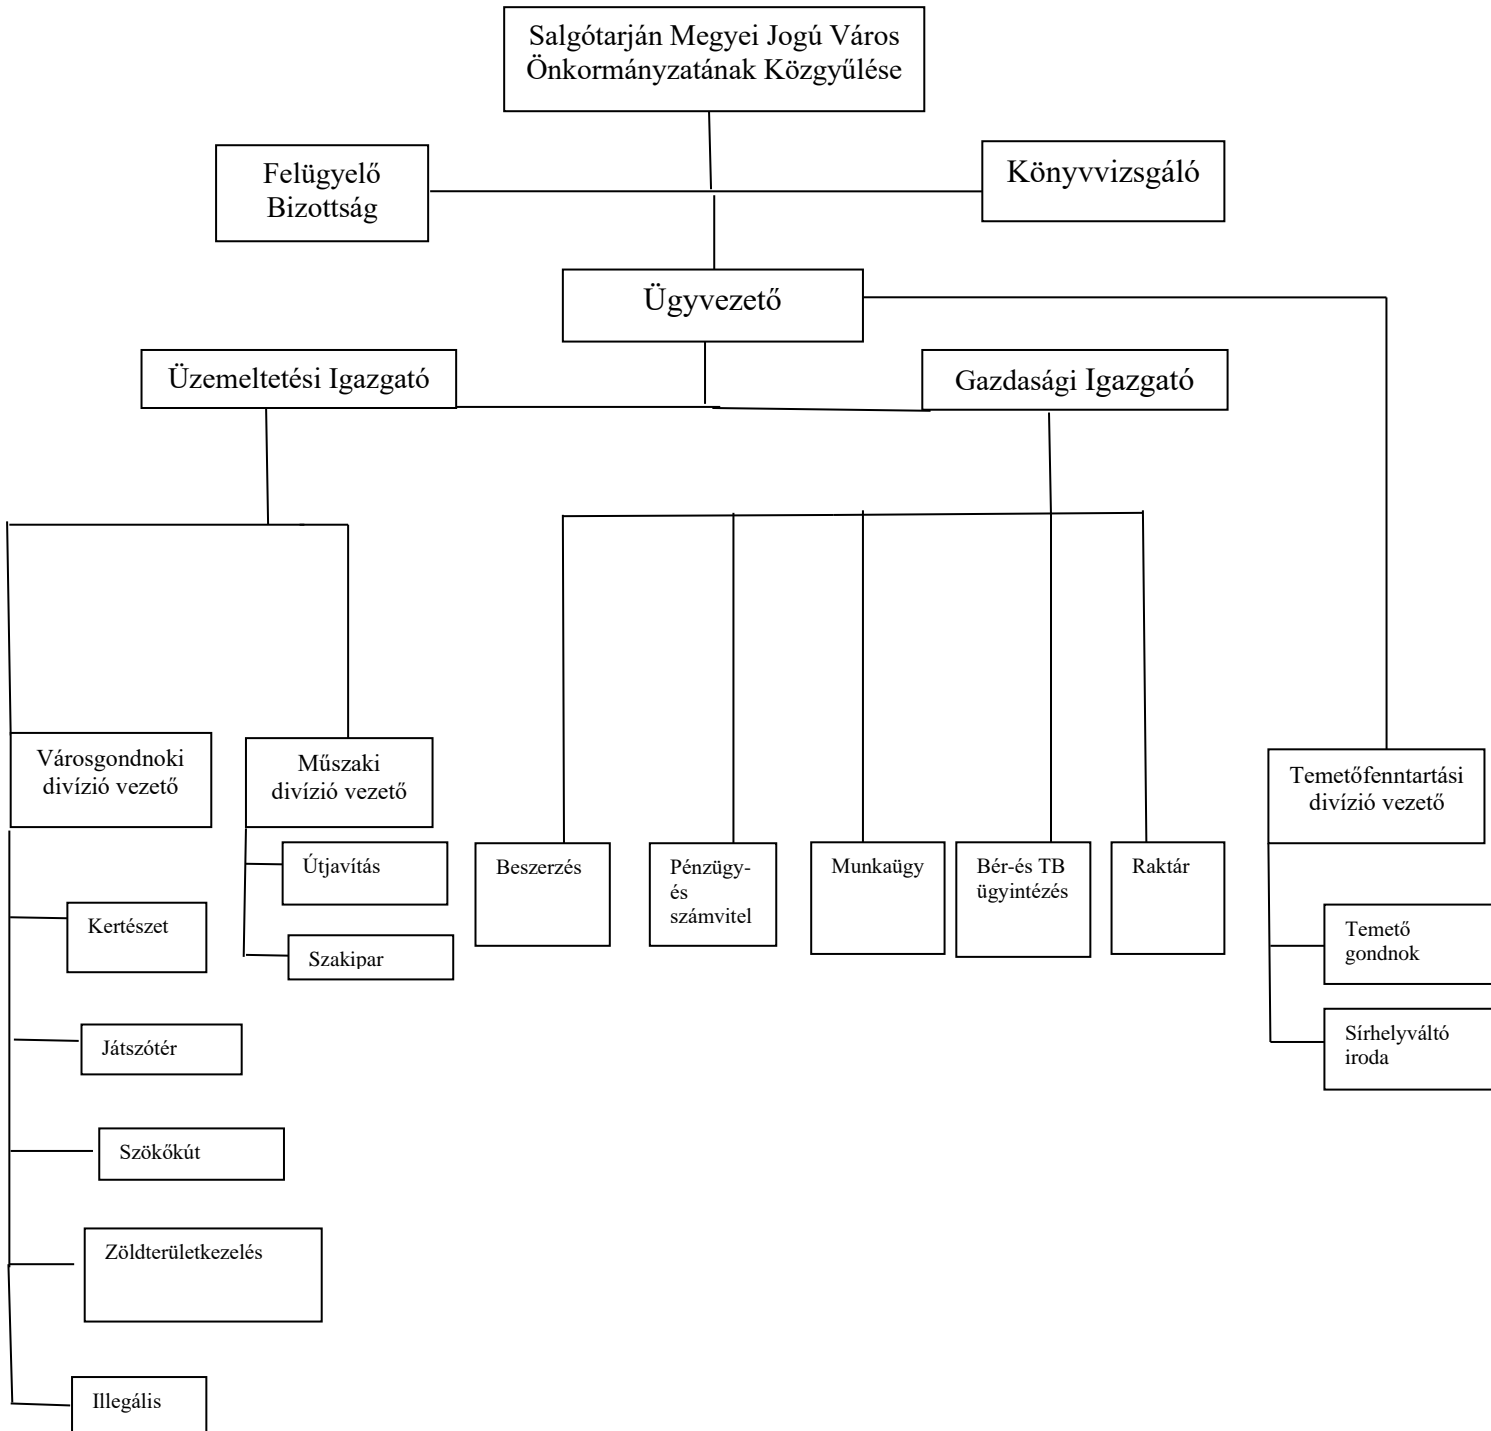 Salgótarján Megyei Jogú Város
Önkormányzatának Közgyűlése
Felügyelő
Bizottság
Könyvvizsgáló
Ügyvezető
Üzemeltetési Igazgató
Gazdasági Igazgató
Városgondnoki
divízió vezető
Műszaki
divízió vezető
Temetőfenntartási
divízió vezető
Útjavítás
Szakipar
Beszerzés
Pénzügy-
és
számvitel
Munkaügy
Bér-és TB
ügyintézés
Raktár
Kertészet
Játszótér
Szökőkút
Zöldterületkezelés
Illegális
Temető
gondnok
Sírhelyváltó
iroda